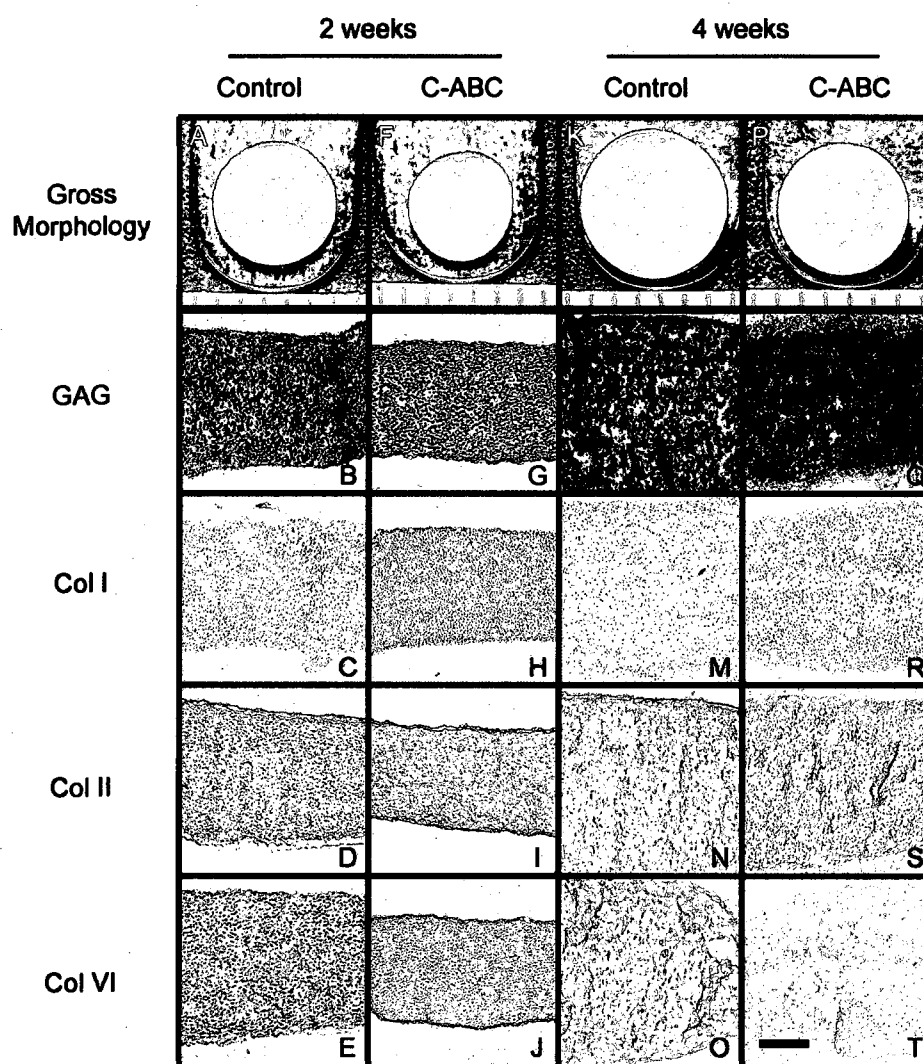 2 weeks 4 weeks
Control C-ABC Control C-ABC
Gross
Morphology
A F K P
GAG
B G L Q
Col I
C H M R
Col II
D I N S
Col VI
E J O T